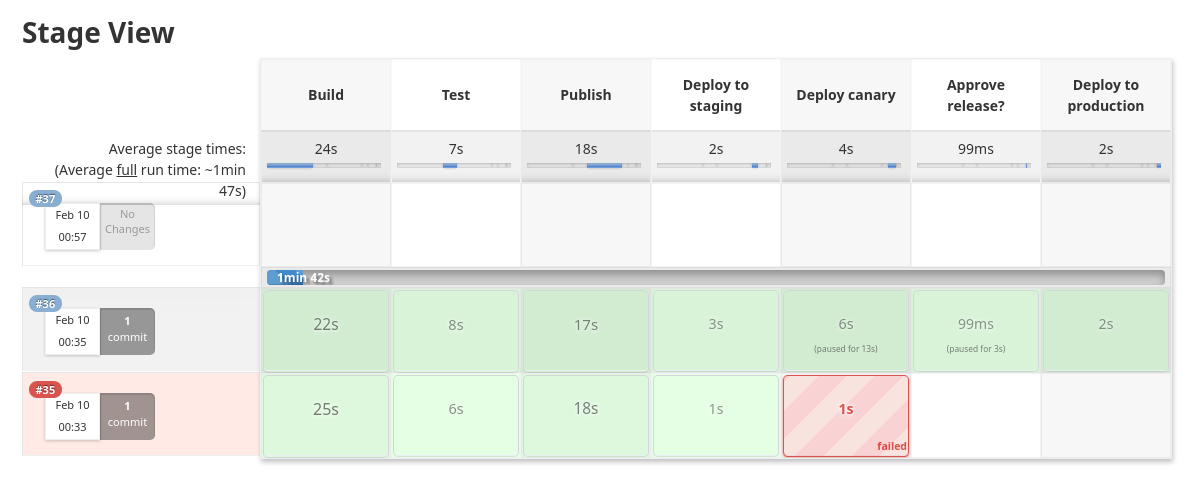 Stage View
Build
Test
Publish
Deploy to
staging
Deploy canary
Approve
release?
Deploy to
production
Average stage times:
(Average full run time: ~1min
47s)
24s
7s
18s
2s
4s
99ms
2s
#37
Feb 10
00:57
No
Changes
1min 42s
#36
Feb 10
00:35
1
commit
22s
8s
17s
3s
6s
(paused for 13s)
99ms
(paused for 3s)
2s
#35
Feb 10
00:33
1
commit
25s
6s
18s
1s
1s
failed